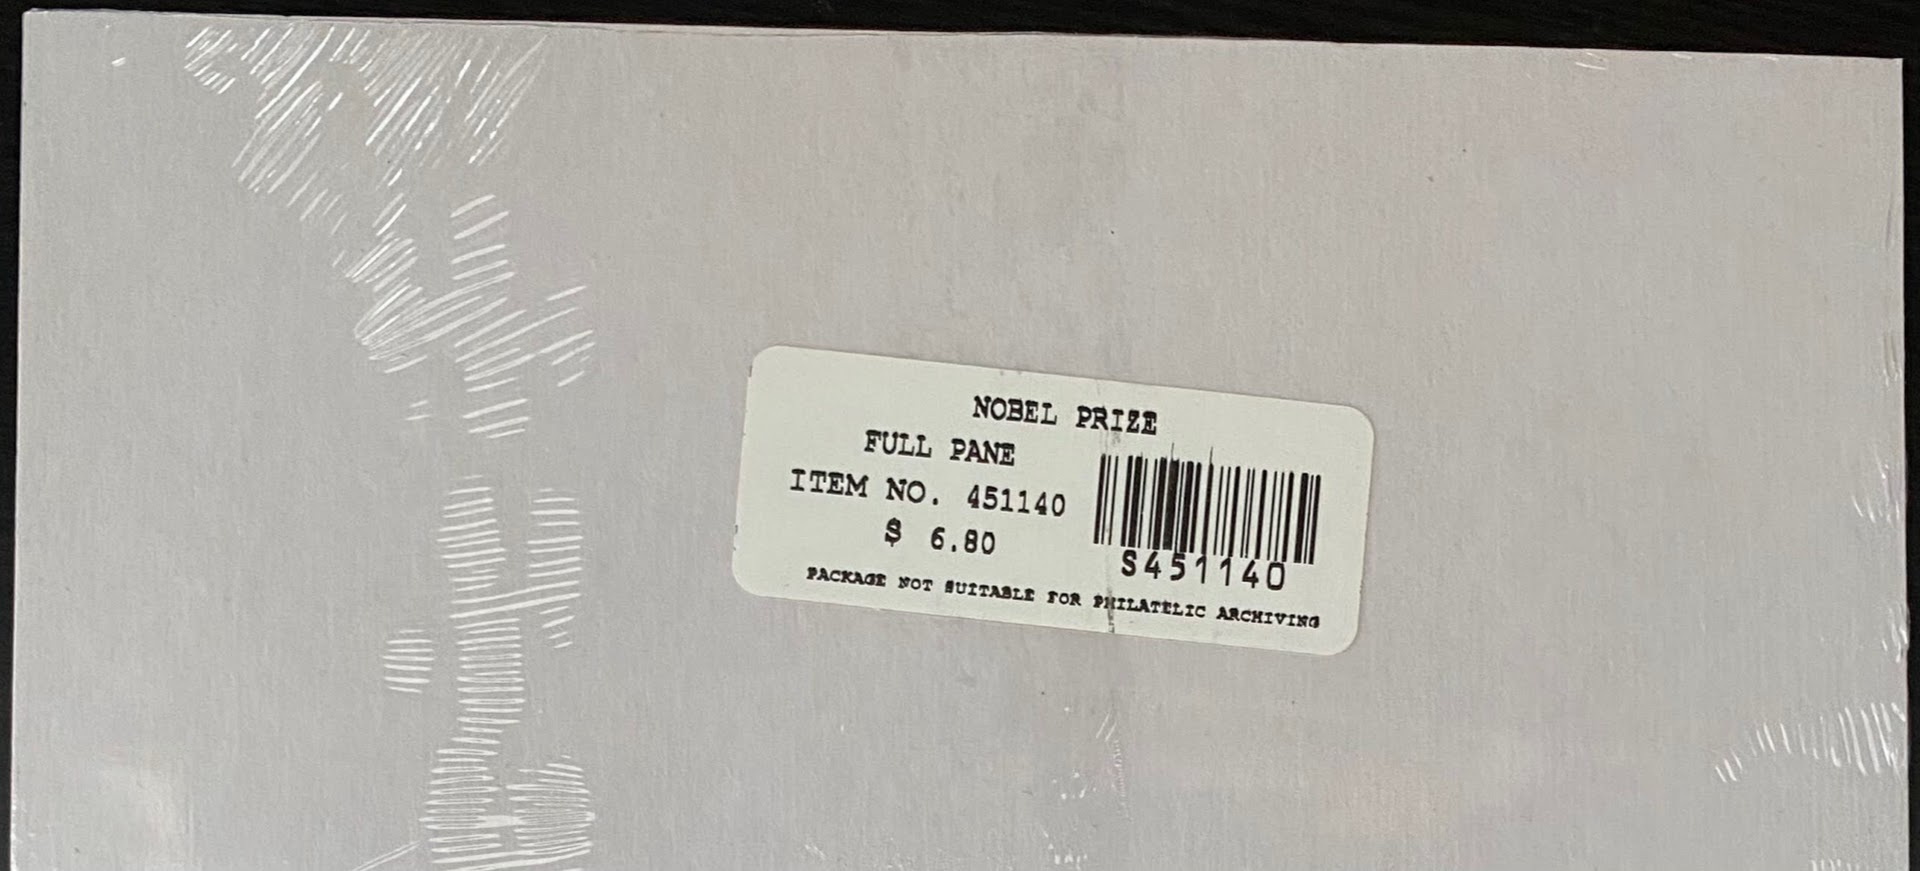 NOBEL PRIZE
FULL PANE
ITEM NO. 451140
$ 6.80
S451140
PACKAGE NOT SUITABLE FOR PHILATELIC ARCHIVING